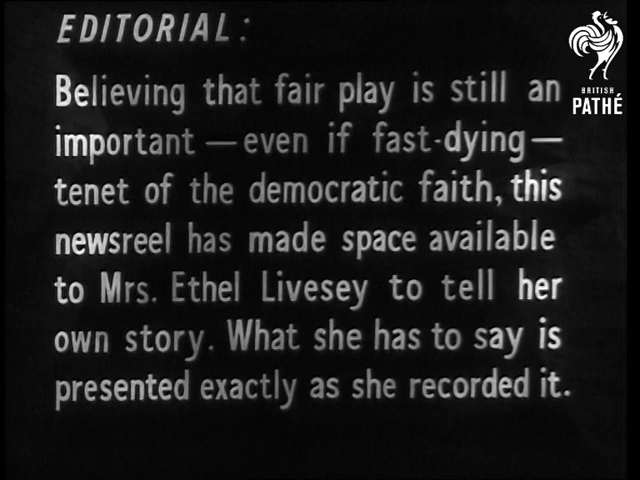 EDITORIAL:
BRITISH
PATHÉ
Believing that fair play is still an
important — even if fast-dying —
tenet of the democratic faith, this
newsreel has made space available
to Mrs. Ethel Livesey to tell her
own story. What she has to say is
presented exactly as she recorded it.